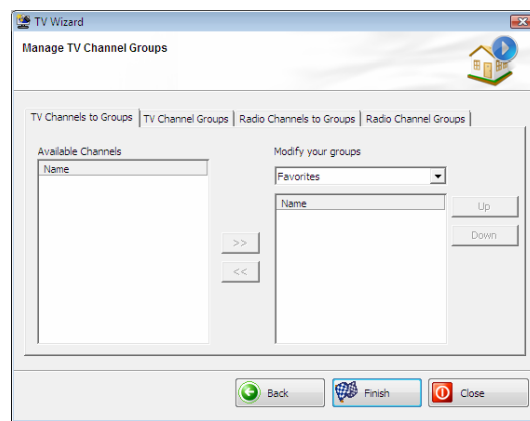 TV Wizard
Manage TV Channel Groups
TV Channels to Groups TV Channel Groups Radio Channels to Groups Radio Channel Groups
Available Channels
Name
Modify your groups
Favorites
Name
>>
<<
Up
Down
Back Finish Close